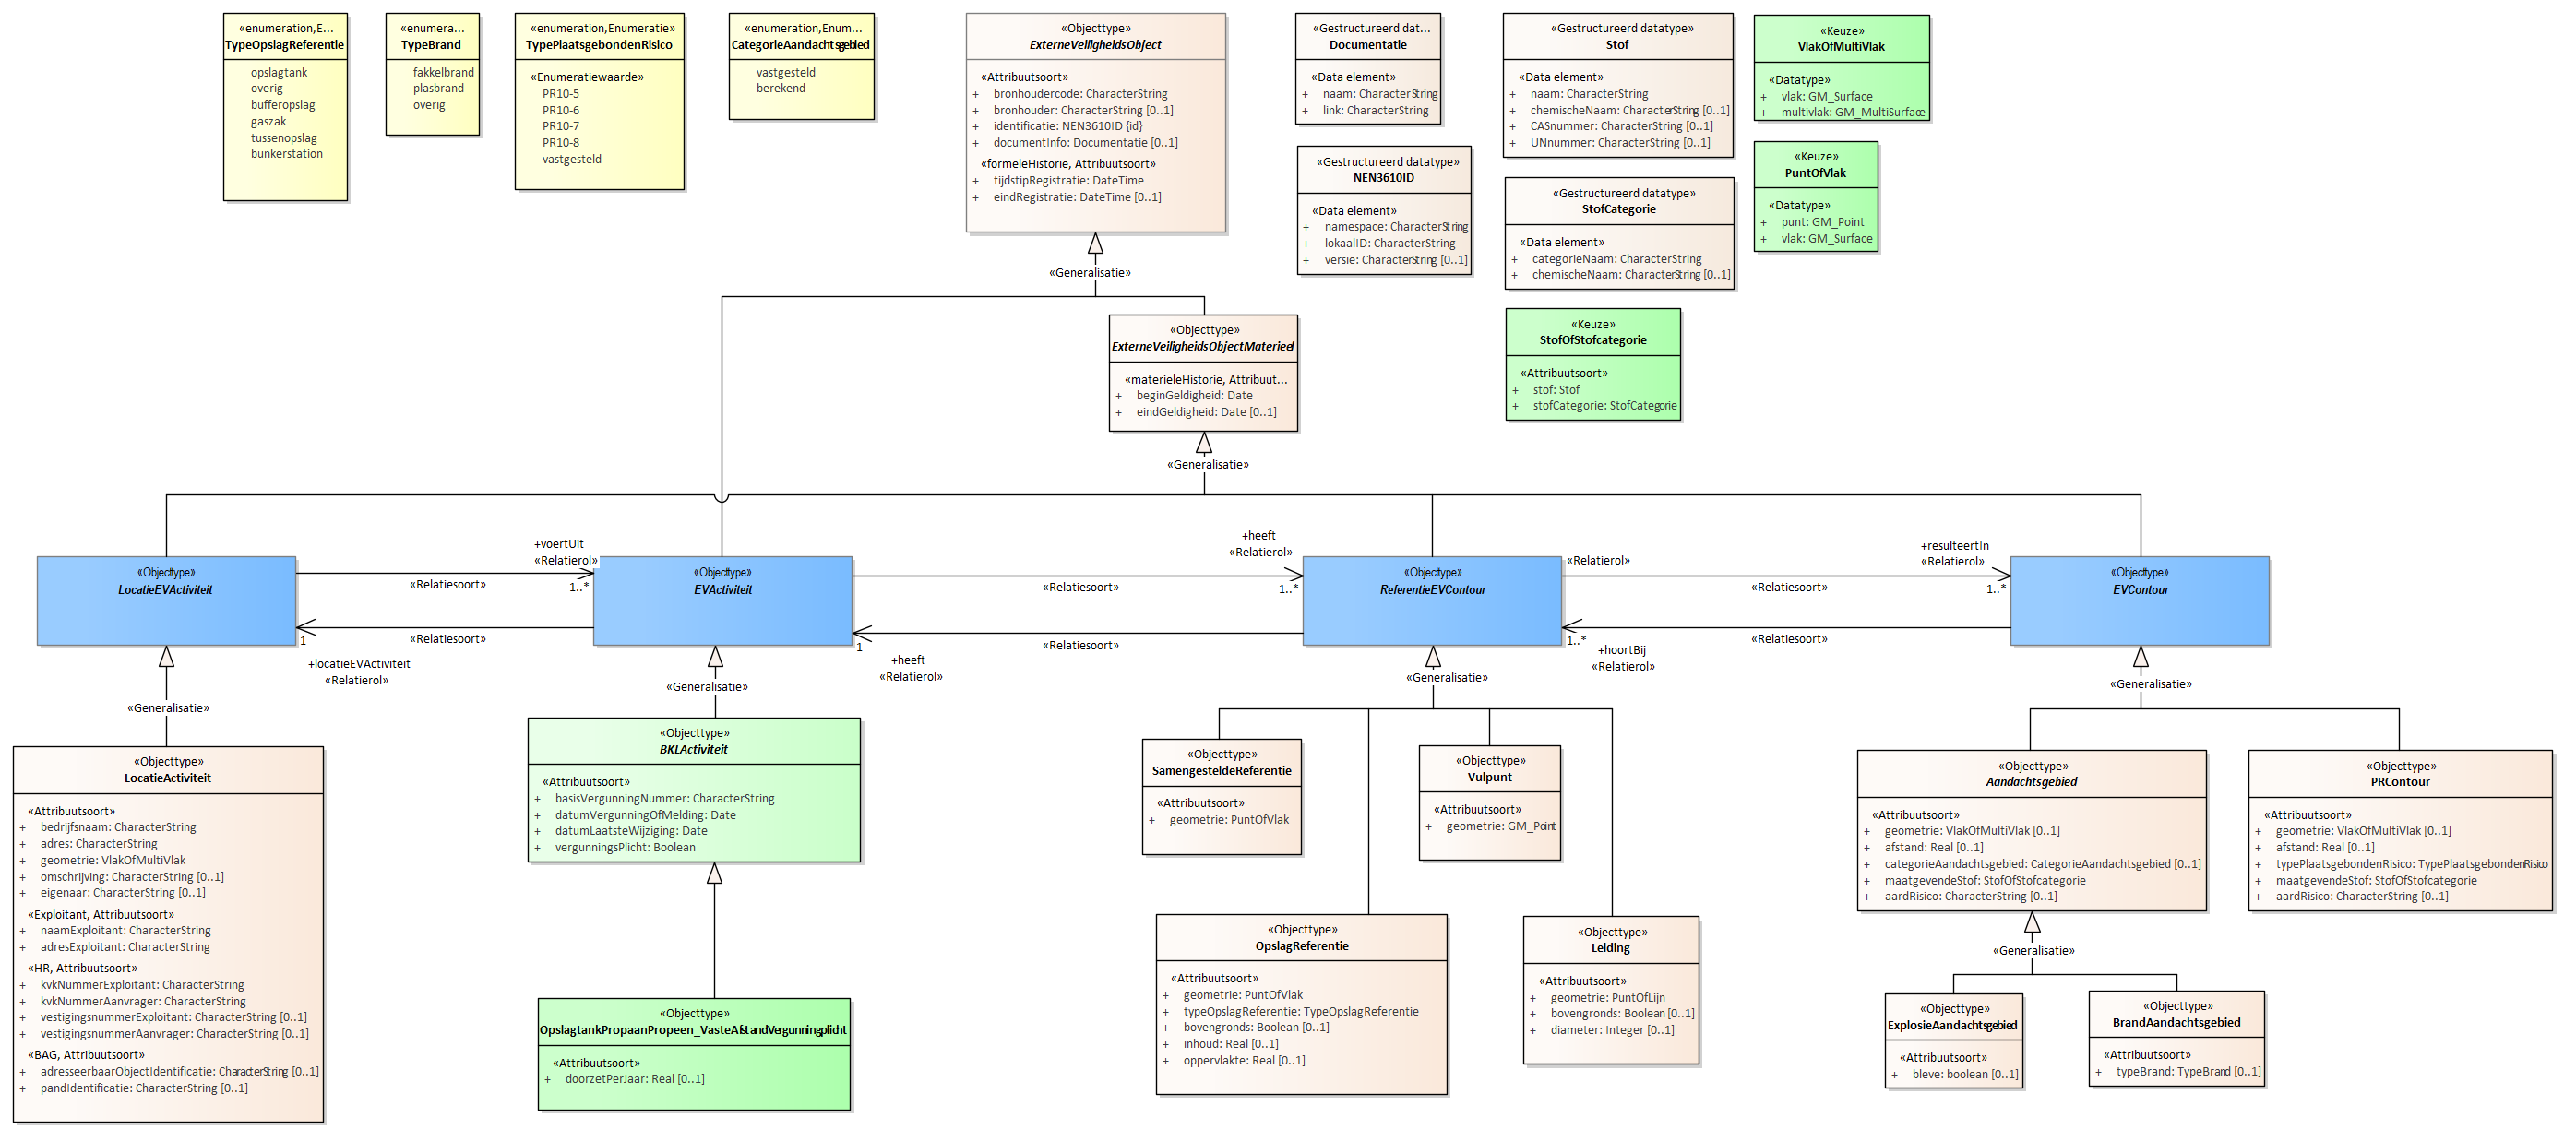 «enumeration,E...
TypeOpslagReferentie
opslagtank
overig
bufferopslag
gaszak
tussenopslag
bunkerstation
«enumera...
TypeBrand
fakkelbrand
plasbrand
overig
«enumeration,Enumeratie»
TypePlaatsgebondenRisico
«Enumeratiewaarde»
PR10-5
PR10-6
PR10-7
PR10-8
vastgesteld
«enumeration,Enum...
CategorieAandachtsgebied
vastgesteld
berekend
«Objecttype»
ExterneVeiligheidsObject
«Attribuutsoort»
+ bronhoudercode: CharacterString
+ bronhouder: CharacterString [0..1]
+ identificatie: NEN3610ID {id}
+ documentInfo: Documentatie [0..1]
«formeleHistorie, Attribuutsoort»
+ tijdstipRegistratie: DateTime
+ eindRegistratie: DateTime [0..1]
«Gestructureerd dat...
Documentatie
«Data element»
+ naam: CharacterString
+ link: CharacterString
«Gestructureerd datatype»
NEN3610ID
«Data element»
+ namespace: CharacterString
+ lokaalID: CharacterString
+ versie: CharacterString [0..1]
«Gestructureerd datatype»
Stof
«Data element»
+ naam: CharacterString
+ chemischeNaam: CharacterString [0..1]
+ CASnummer: CharacterString [0..1]
+ UNnummer: CharacterString [0..1]
«Gestructureerd datatype»
StofCategorie
«Data element»
+ categorieNaam: CharacterString
+ chemischeNaam: CharacterString [0..1]
«Keuze»
StofOfStofcategorie
«Attribuutsoort»
+ stof: Stof
+ stofCategorie: StofCategorie
«Keuze»
VlakOfMultiVlak
«Datatype»
+ vlak: GM_Surface
+ multivlak: GM_MultiSurface
«Keuze»
PuntOfVlak
«Datatype»
+ punt: GM_Point
+ vlak: GM_Surface
«Generalisatie»
«Objecttype»
ExterneVeiligheidsObjectMaterieel
«materieleHistorie, Attribuut...
+ beginGeldigheid: Date
+ eindGeldigheid: Date [0..1]
«Generalisatie»
«Objecttype»
LocatieEVActiviteit
+voertUit
«Relatierol»
«Relatiesoort»
1..*
«Relatiesoort»
1
+locatieEVActiviteit
«Relatierol»
«Objecttype»
EVActiviteit
+heeft
«Relatierol»
«Relatiesoort»
1..*
«Relatiesoort»
1
+heeft
«Relatierol»
«Objecttype»
ReferentieEVContour
«Relatierol»
+resulteertIn
«Relatierol»
«Relatiesoort»
1..*
«Relatiesoort»
1..*
+hoortBij
«Relatierol»
«Objecttype»
EVContour
«Generalisatie»
«Generalisatie»
«Generalisatie»
«Generalisatie»
«Objecttype»
LocatieActiviteit
«Attribuutsoort»
+ bedrijfsnaam: CharacterString
+ adres: CharacterString
+ geometrie: VlakOfMultiVlak
+ omschrijving: CharacterString [0..1]
+ eigenaar: CharacterString [0..1]
«Exploitant, Attribuutsoort»
+ naamExploitant: CharacterString
+ adresExploitant: CharacterString
«HR, Attribuutsoort»
+ kvkNummerExploitant: CharacterString
+ kvkNummerAanvrager: CharacterString
+ vestigingsnummerExploitant: CharacterString [0..1]
+ vestigingsnummerAanvrager: CharacterString [0..1]
«BAG, Attribuutsoort»
+ adresseerbaarObjectIdentificatie: CharacterString [0..1]
+ pandIdentificatie: CharacterString [0..1]
«Objecttype»
BKLActiviteit
«Attribuutsoort»
+ basisVergunningNummer: CharacterString
+ datumVergunningOfMelding: Date
+ datumLaatsteWijziging: Date
+ vergunningsPlicht: Boolean
«Objecttype»
OpslagtankPropaanPropeen_VasteAfstandVergunningplicht
«Attribuutsoort»
+ doorzetPerJaar: Real [0..1]
«Objecttype»
SamengesteldeReferentie
«Attribuutsoort»
+ geometrie: PuntOfVlak
«Objecttype»
Vulpunt
«Attribuutsoort»
+ geometrie: GM_Point
«Objecttype»
OpslagReferentie
«Attribuutsoort»
+ geometrie: PuntOfVlak
+ typeOpslagReferentie: TypeOpslagReferentie
+ bovengronds: Boolean [0..1]
+ inhoud: Real [0..1]
+ oppervlakte: Real [0..1]
«Objecttype»
Leiding
«Attribuutsoort»
+ geometrie: PuntOfLijn
+ bovengronds: Boolean [0..1]
+ diameter: Integer [0..1]
«Objecttype»
Aandachtsgebied
«Attribuutsoort»
+ geometrie: VlakOfMultiVlak [0..1]
+ afstand: Real [0..1]
+ categorieAandachtsgebied: CategorieAandachtsgebied [0..1]
+ maatgevendeStof: StofOfStofcategorie
+ aardRisico: CharacterString [0..1]
«Objecttype»
PRContour
«Attribuutsoort»
+ geometrie: VlakOfMultiVlak [0..1]
+ afstand: Real [0..1]
+ typePlaatsgebondenRisico: TypePlaatsgebondenRisico
+ maatgevendeStof: StofOfStofcategorie
+ aardRisico: CharacterString [0..1]
«Generalisatie»
«Objecttype»
ExplosieAandachtsgebied
«Attribuutsoort»
+ bleve: boolean [0..1]
«Objecttype»
BrandAandachtsgebied
«Attribuutsoort»
+ typeBrand: TypeBrand [0..1]